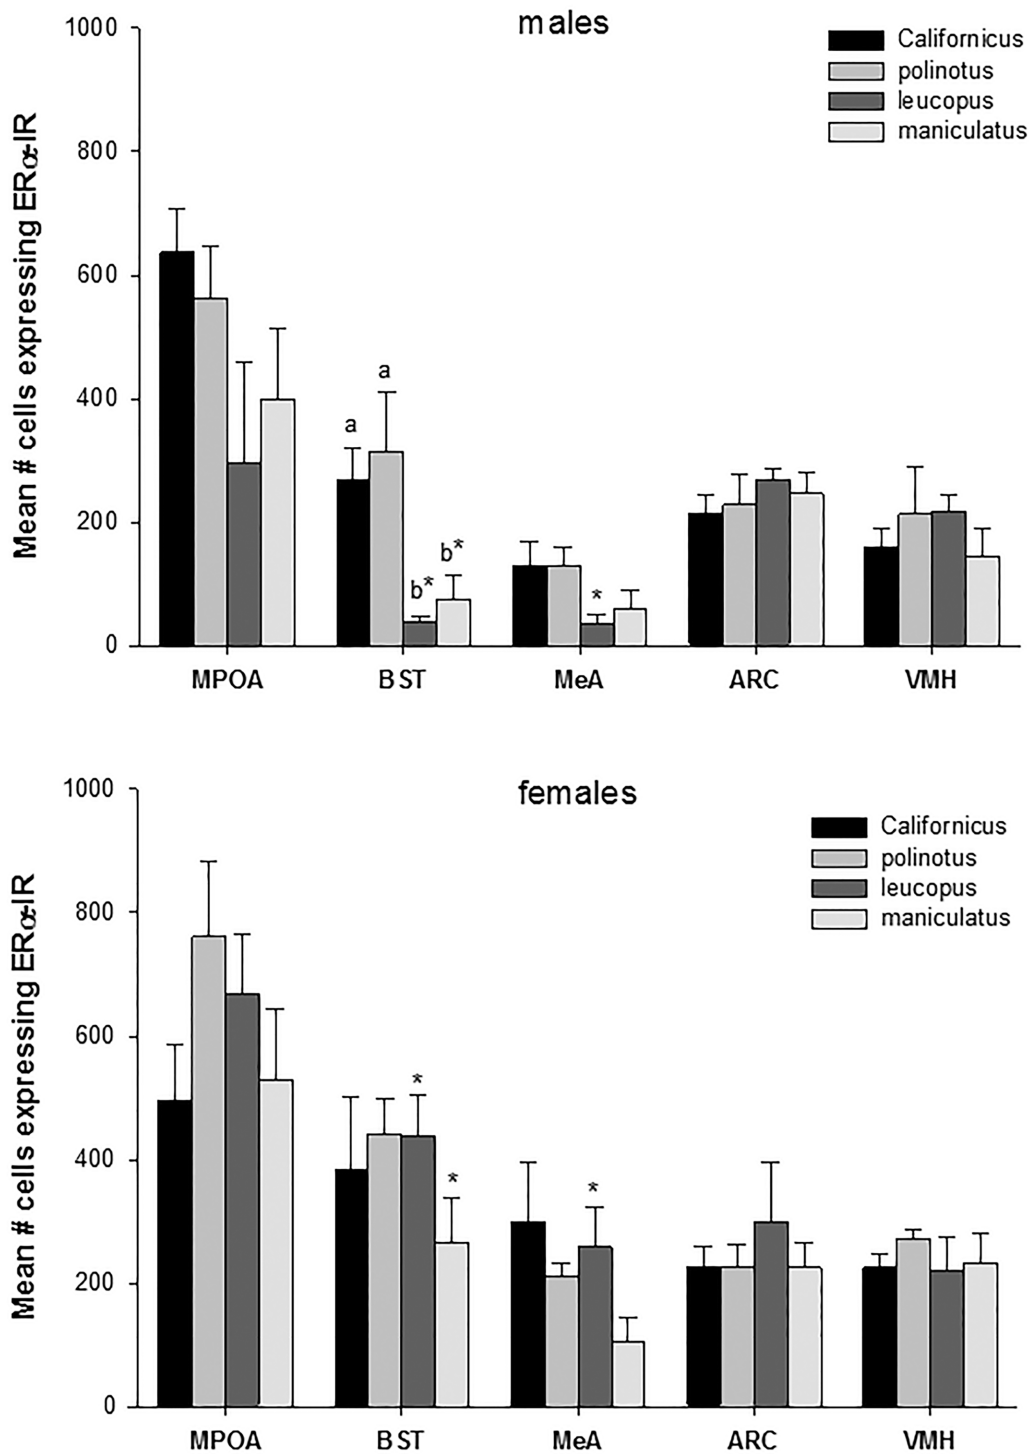 males
1000
800
600
400
200
0
Mean # cells expressing ERα-IR
Californicus
polinotus
leucopus
maniculatus
a
a
b*
b*
*
MPOA BST MeA ARC VMH
females
1000
800
600
400
200
0
Mean # cells expressing ERα-IR
Californicus
polinotus
leucopus
maniculatus
*
*
*
MPOA BST MeA ARC VMH